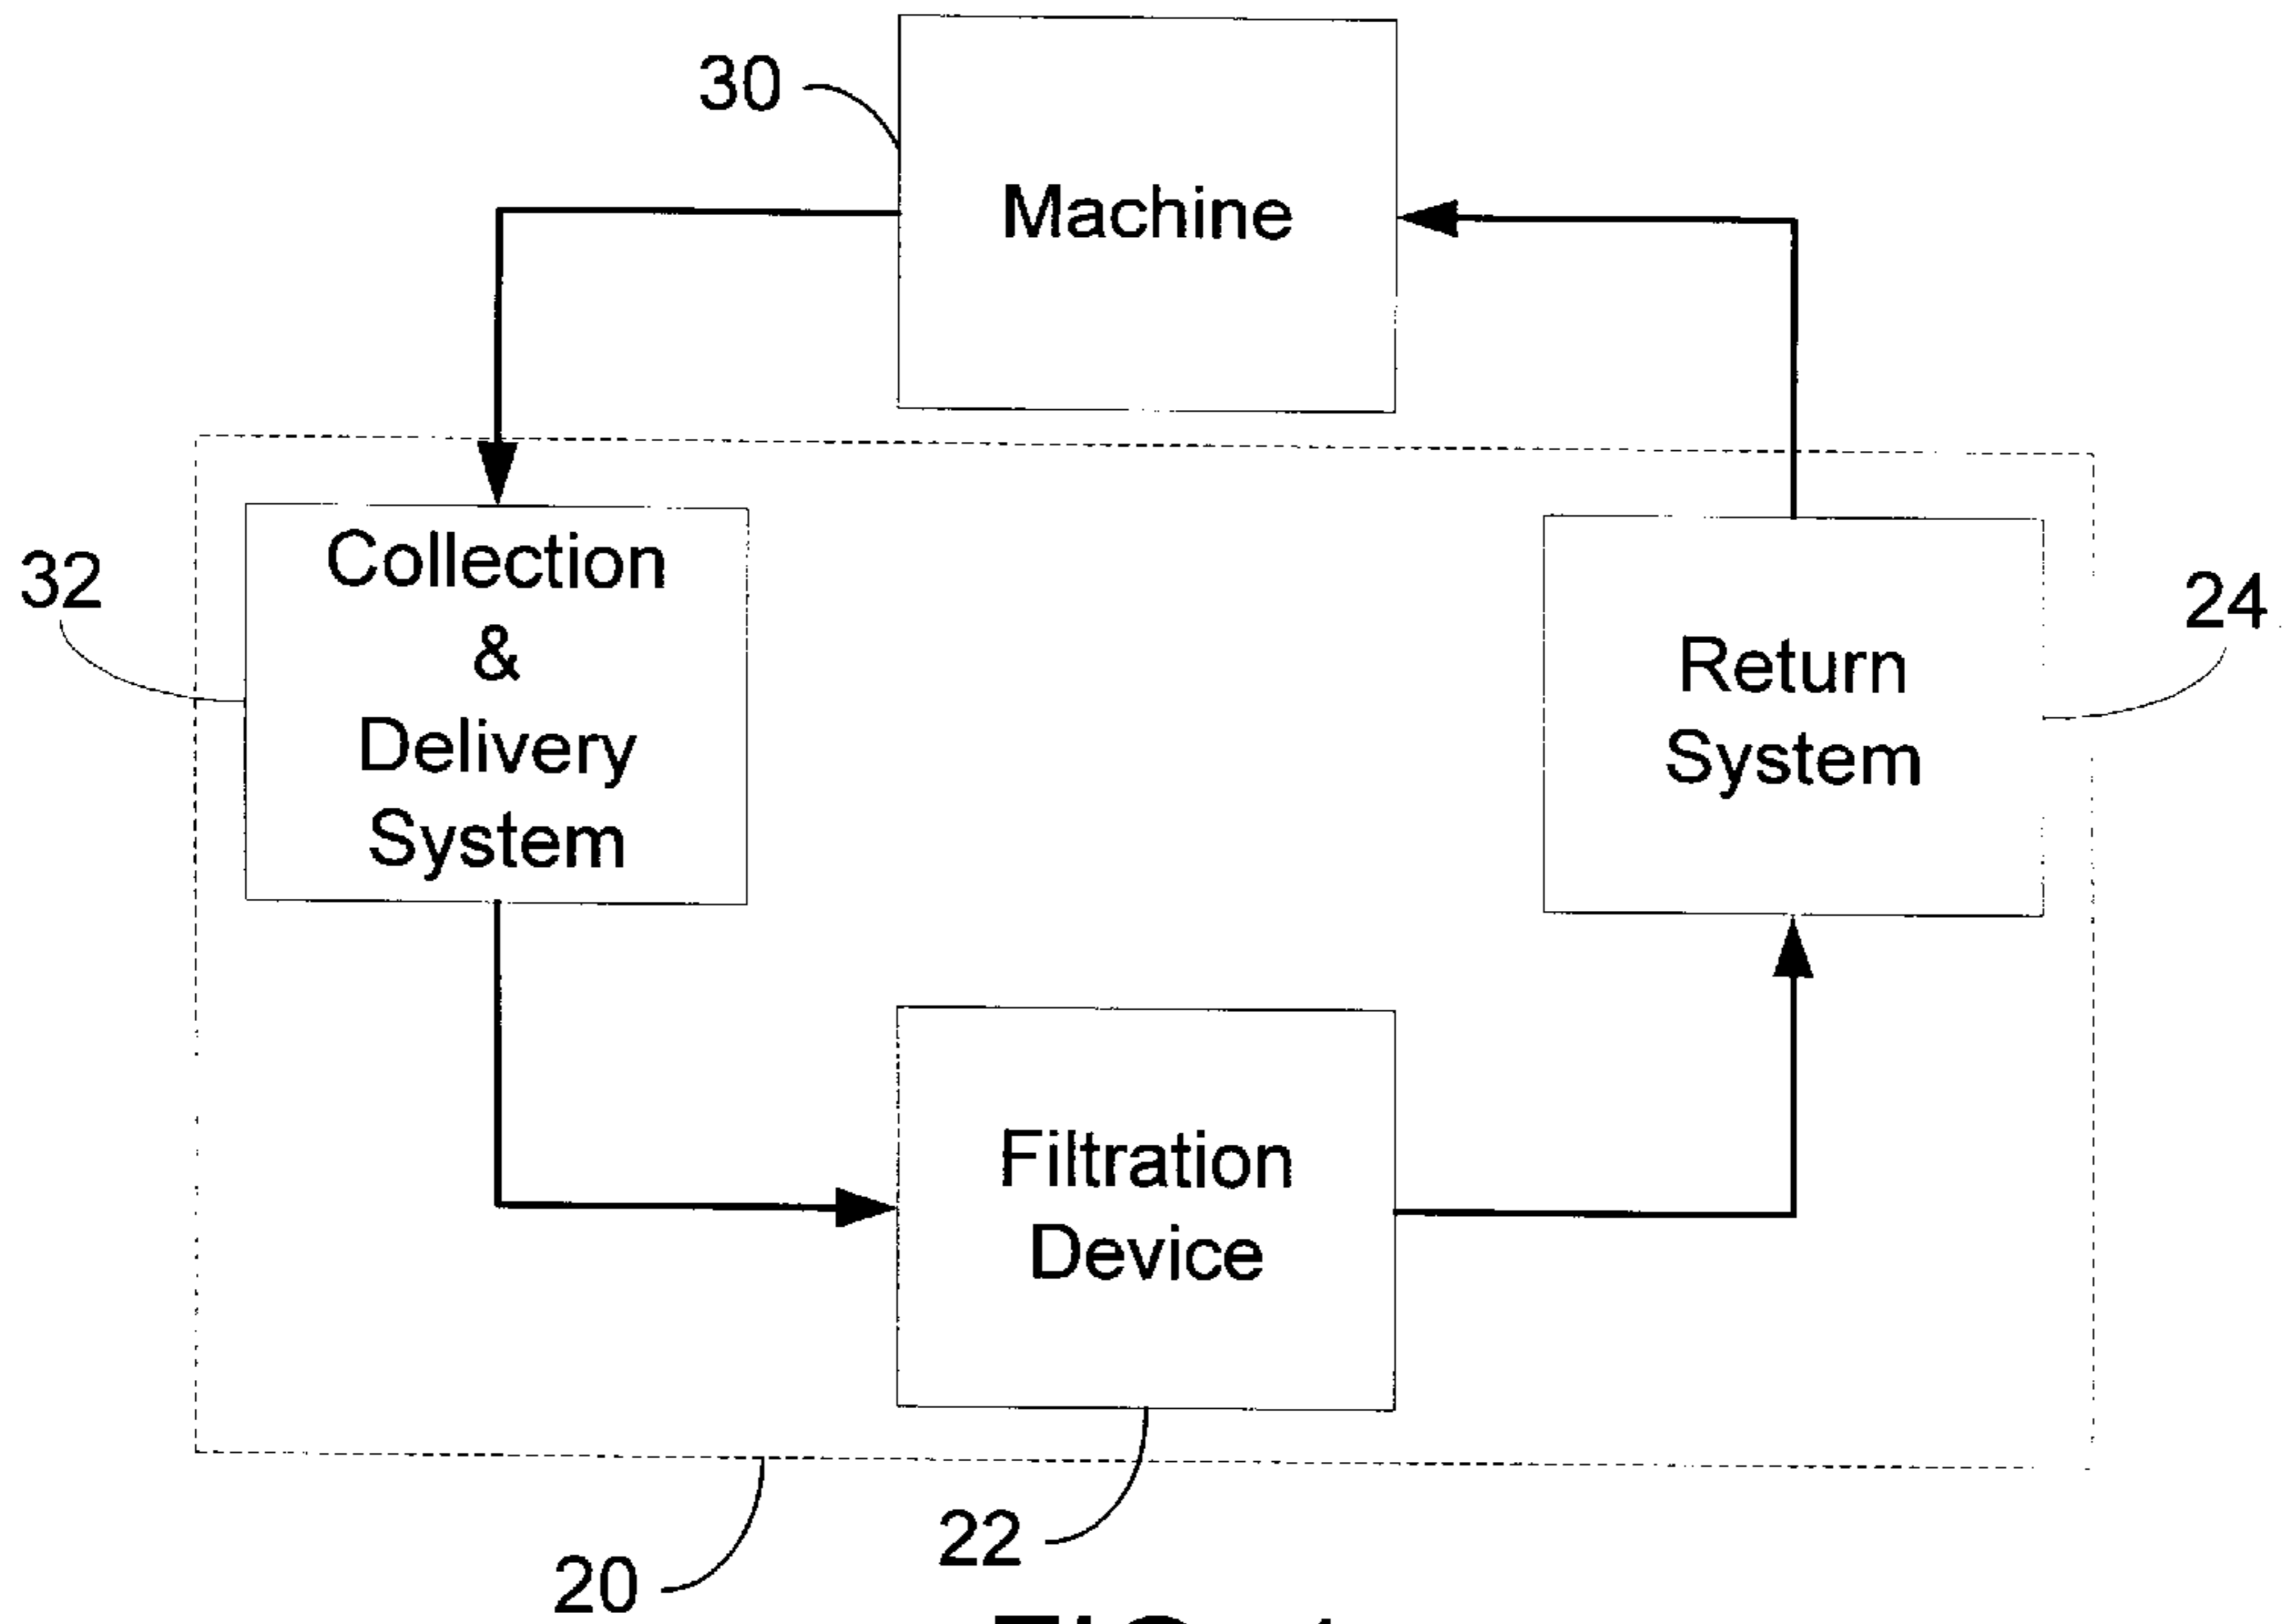 30
Machine
32
Collection
&
Delivery
System
Return
System
24
Filtration
Device
22
20